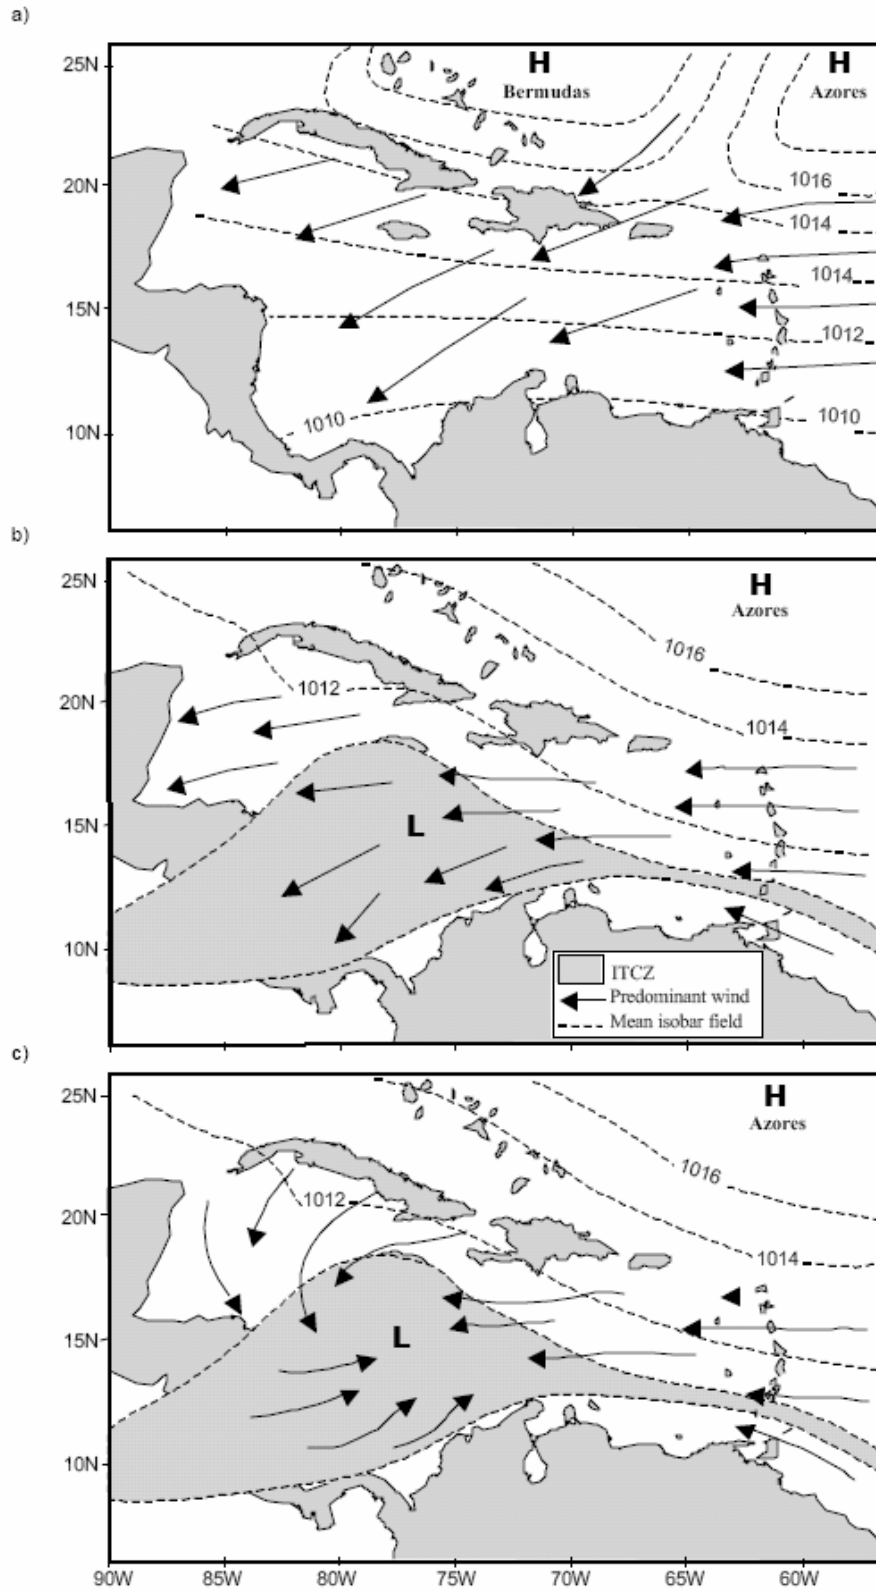 a)
25N
H
H
Bermudas
Azores
20N
1016
1014
1014
15N
1012
1010
1010
10N
b)
25N
H
Azores
1016
1012
20N
1014
15N
L
10N
ITCZ
Predominant wind
Mean isobar field
c)
25N
H
Azores
1016
1012
20N
1014
15N
L
10N
90W 85W 80W 75W 70W 65W 60W